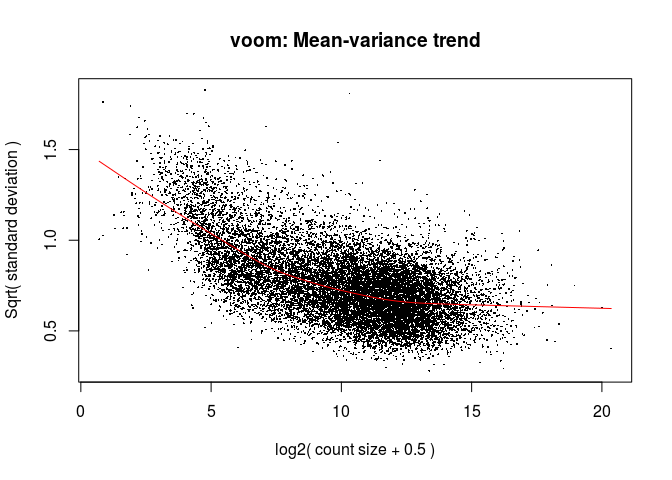 voom: Mean-variance trend
Sqrt( standard deviation )
1.5
1.0
0.5
0 5 10 15 20
log2( count size + 0.5 )